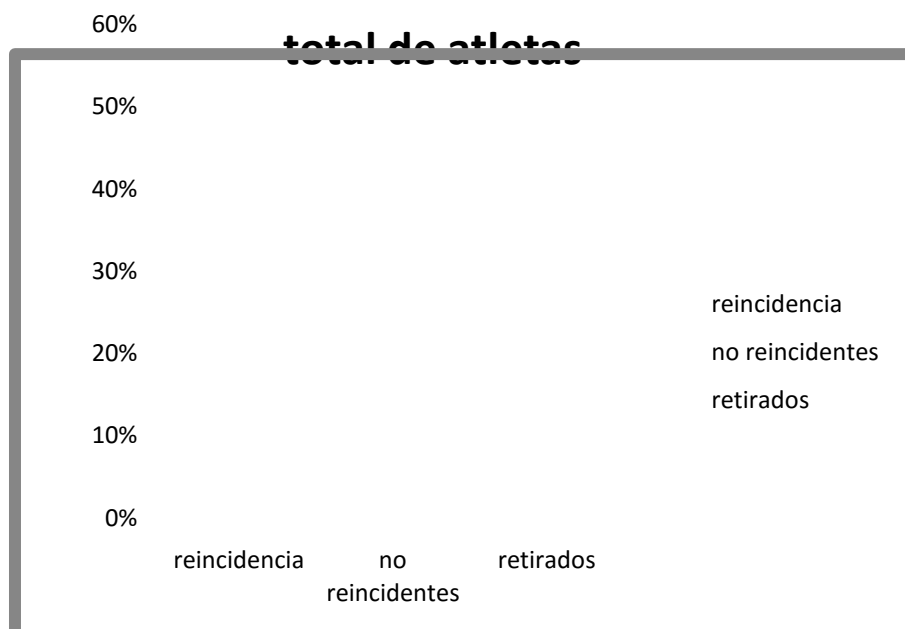 total de atletas
60%
50%
40%
30%
20%
10%
0%
reincidencia
no
reincidentes
retirados
reincidencia
no reincidentes
retirados